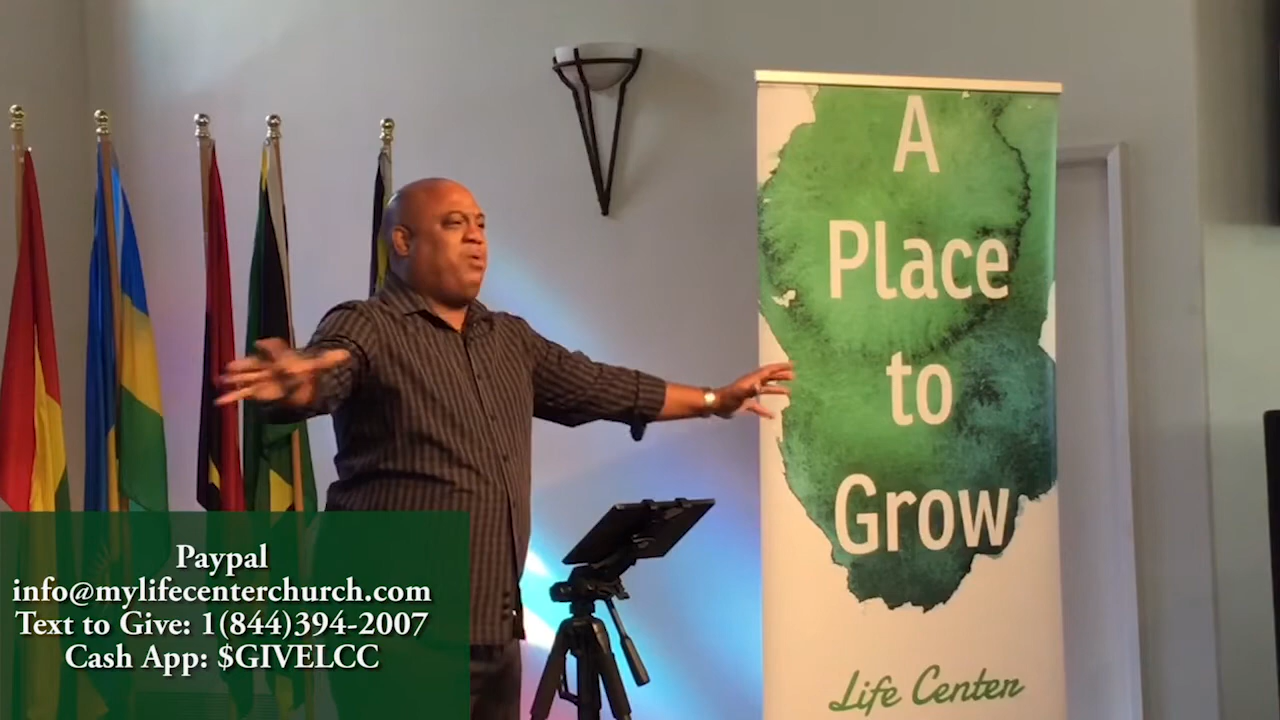 A
Place
to
Grow
Life Center
Paypal
info@mylifecenterchurch.com
Text to Give: 1(844)394-2007
Cash App: $GIVELCC